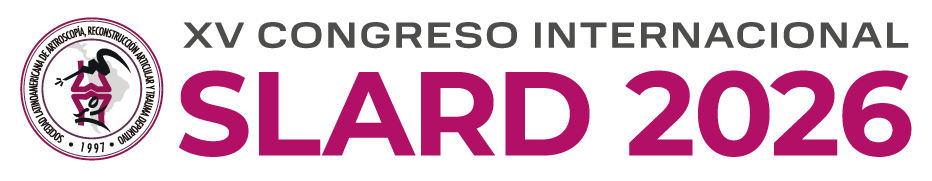 SOCIEDAD LATINOAMERICANA DE ARTROSCOPÍA, RECONSTRUCCIÓN ARTICULAR Y TRAUMA DEPORTIVO
• 1997 •
XV CONGRESO INTERNACIONAL
SLARD 2026